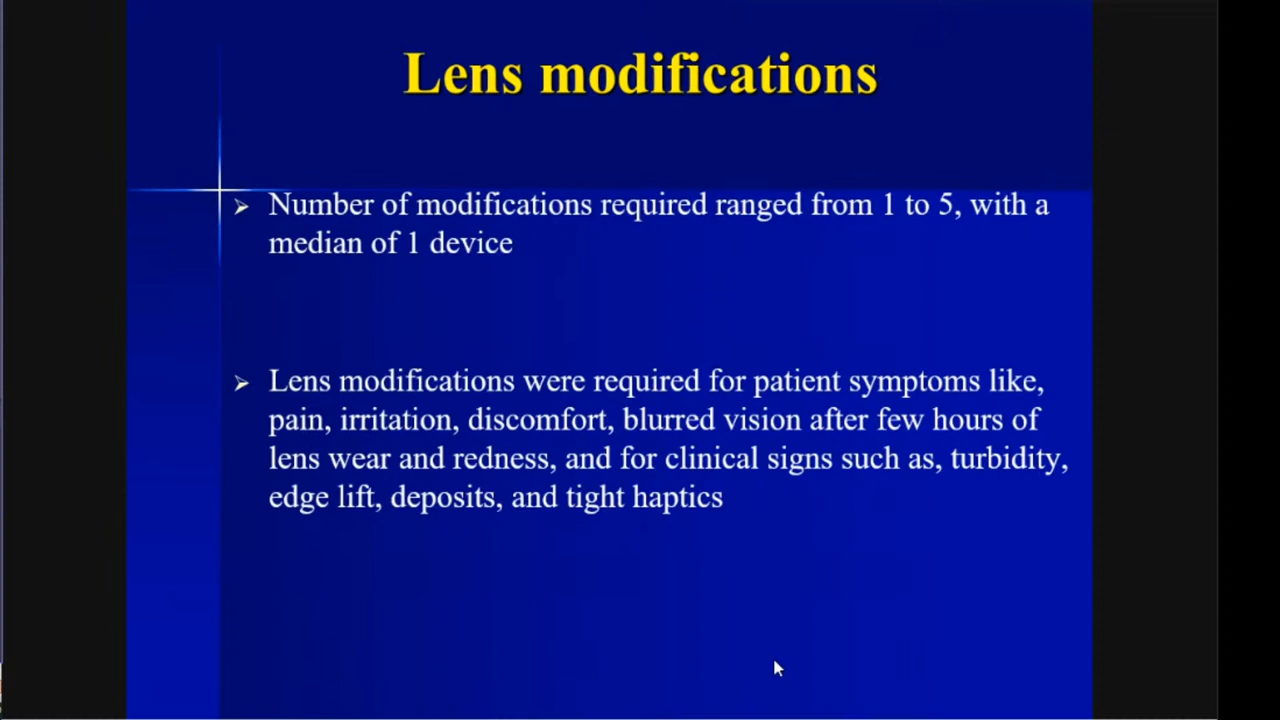 Lens modifications
Number of modifications required ranged from 1 to 5, with a
median of 1 device
Lens modifications were required for patient symptoms like,
pain, irritation, discomfort, blurred vision after few hours of
lens wear and redness, and for clinical signs such as, turbidity,
edge lift, deposits, and tight haptics